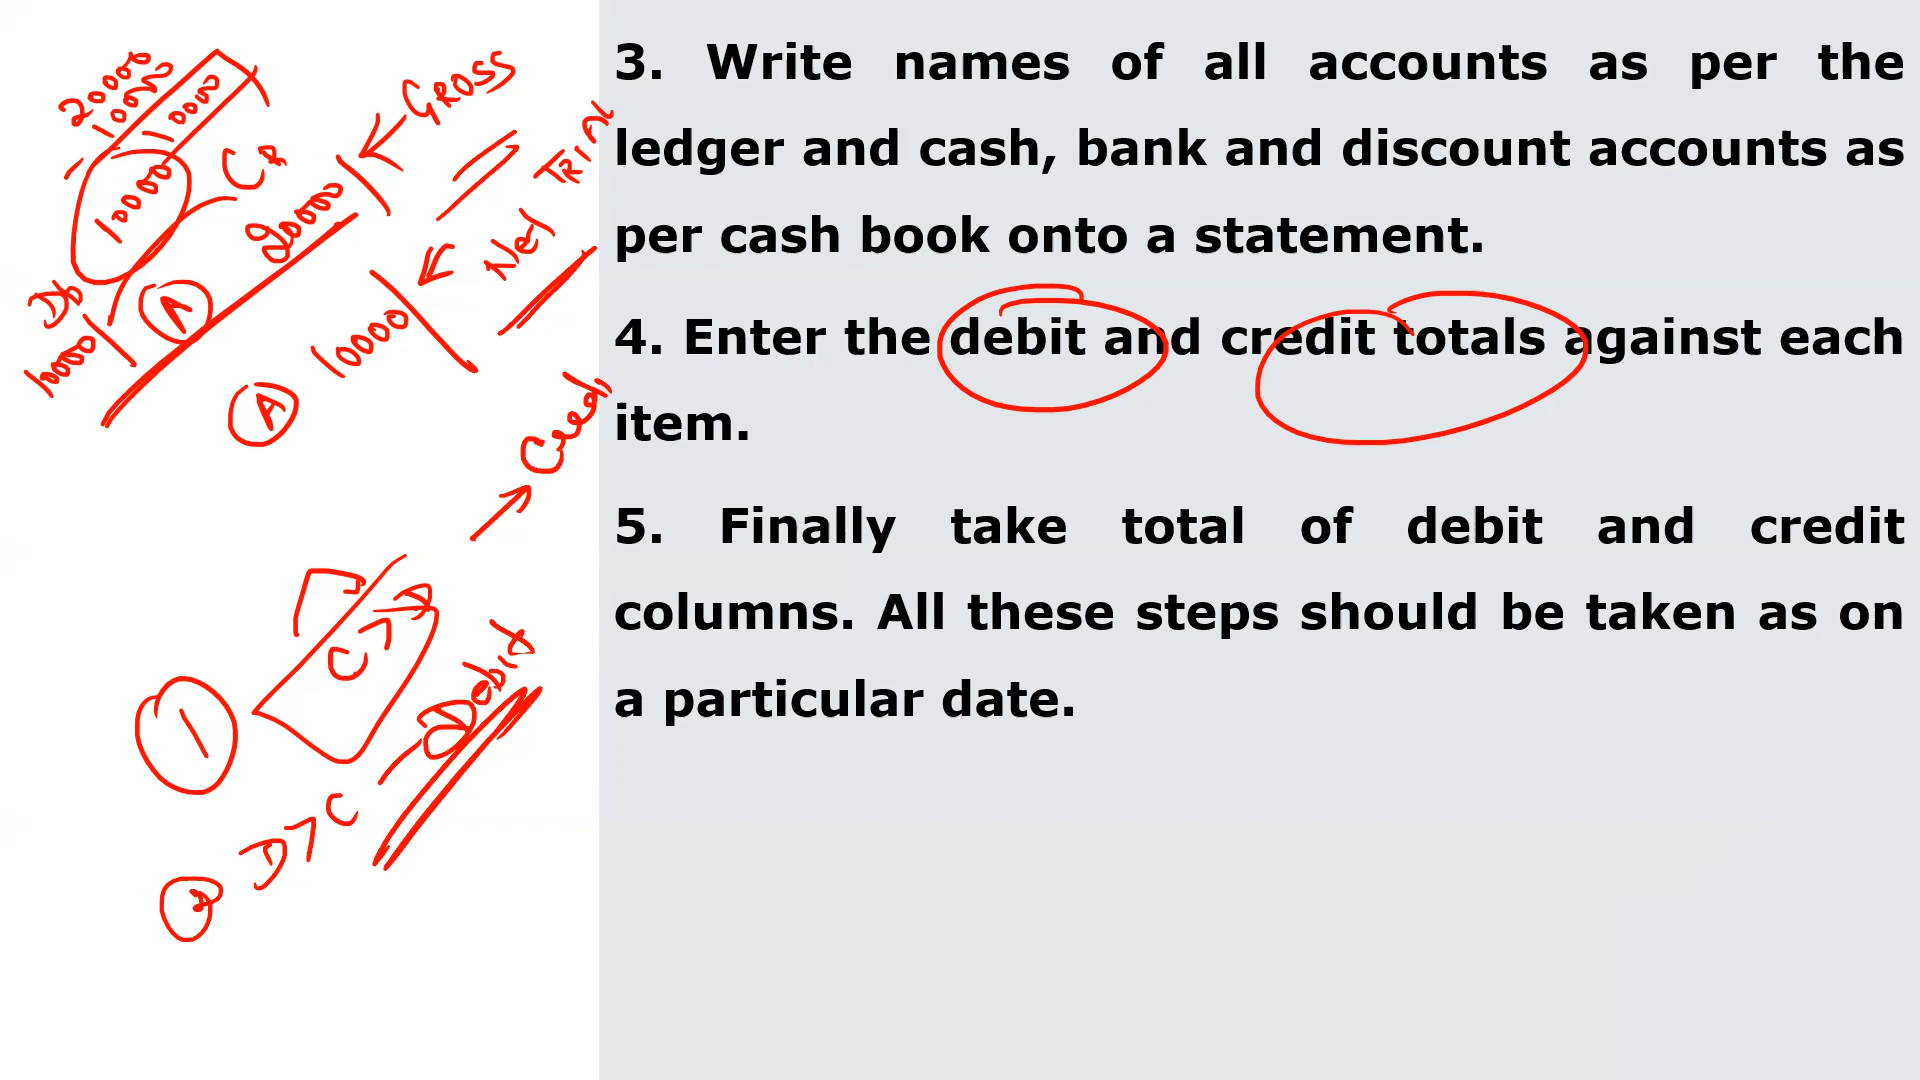 20000
10000
10000
10000
Cr
Dr
10000
A
20000
GROSS
TRIAL
Net
10000
A
Credit
1
C > D
Debit
D > C
3. Write names of all accounts as per the
ledger and cash, bank and discount accounts as
per cash book onto a statement.
4. Enter the debit and credit totals against each
item.
5. Finally take total of debit and credit
columns. All these steps should be taken as on
a particular date.